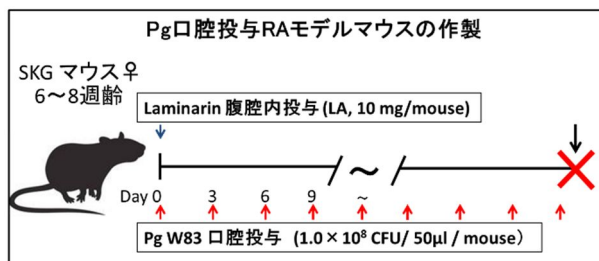 Pg口腔投与RAモデルマウスの作製
SKG マウス♀
6〜8週齢
Laminarin 腹腔内投与 (LA, 10 mg/mouse)
〜
Day 0 3 6 9 ~
Pg W83 口腔投与 (1.0×10⁸ CFU/ 50μl / mouse）